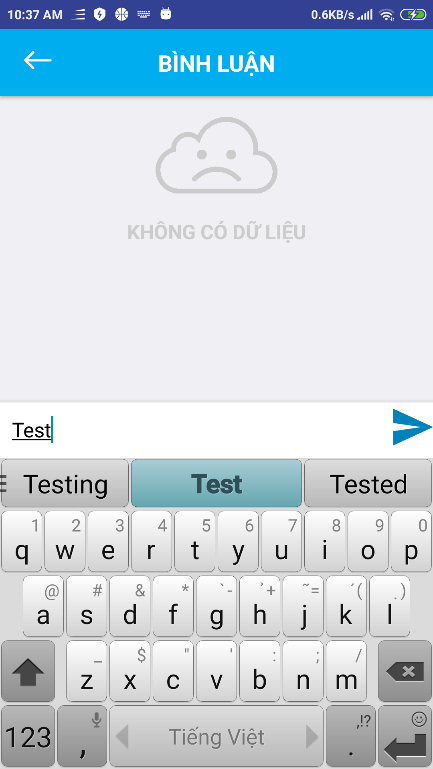 10:37 AM 0.6KB/s
BÌNH LUẬN
KHÔNG CÓ DỮ LIỆU
Test
Testing Test Tested
1 2 3 4 5 6 7 8 9 0
q w e r t y u i o p
@ # & * `- ʼ+ ~= ´( .)
a s d f g h j k l
_ $ " ' : ; /
z x c v b n m
123 , Tiếng Việt ,!? .